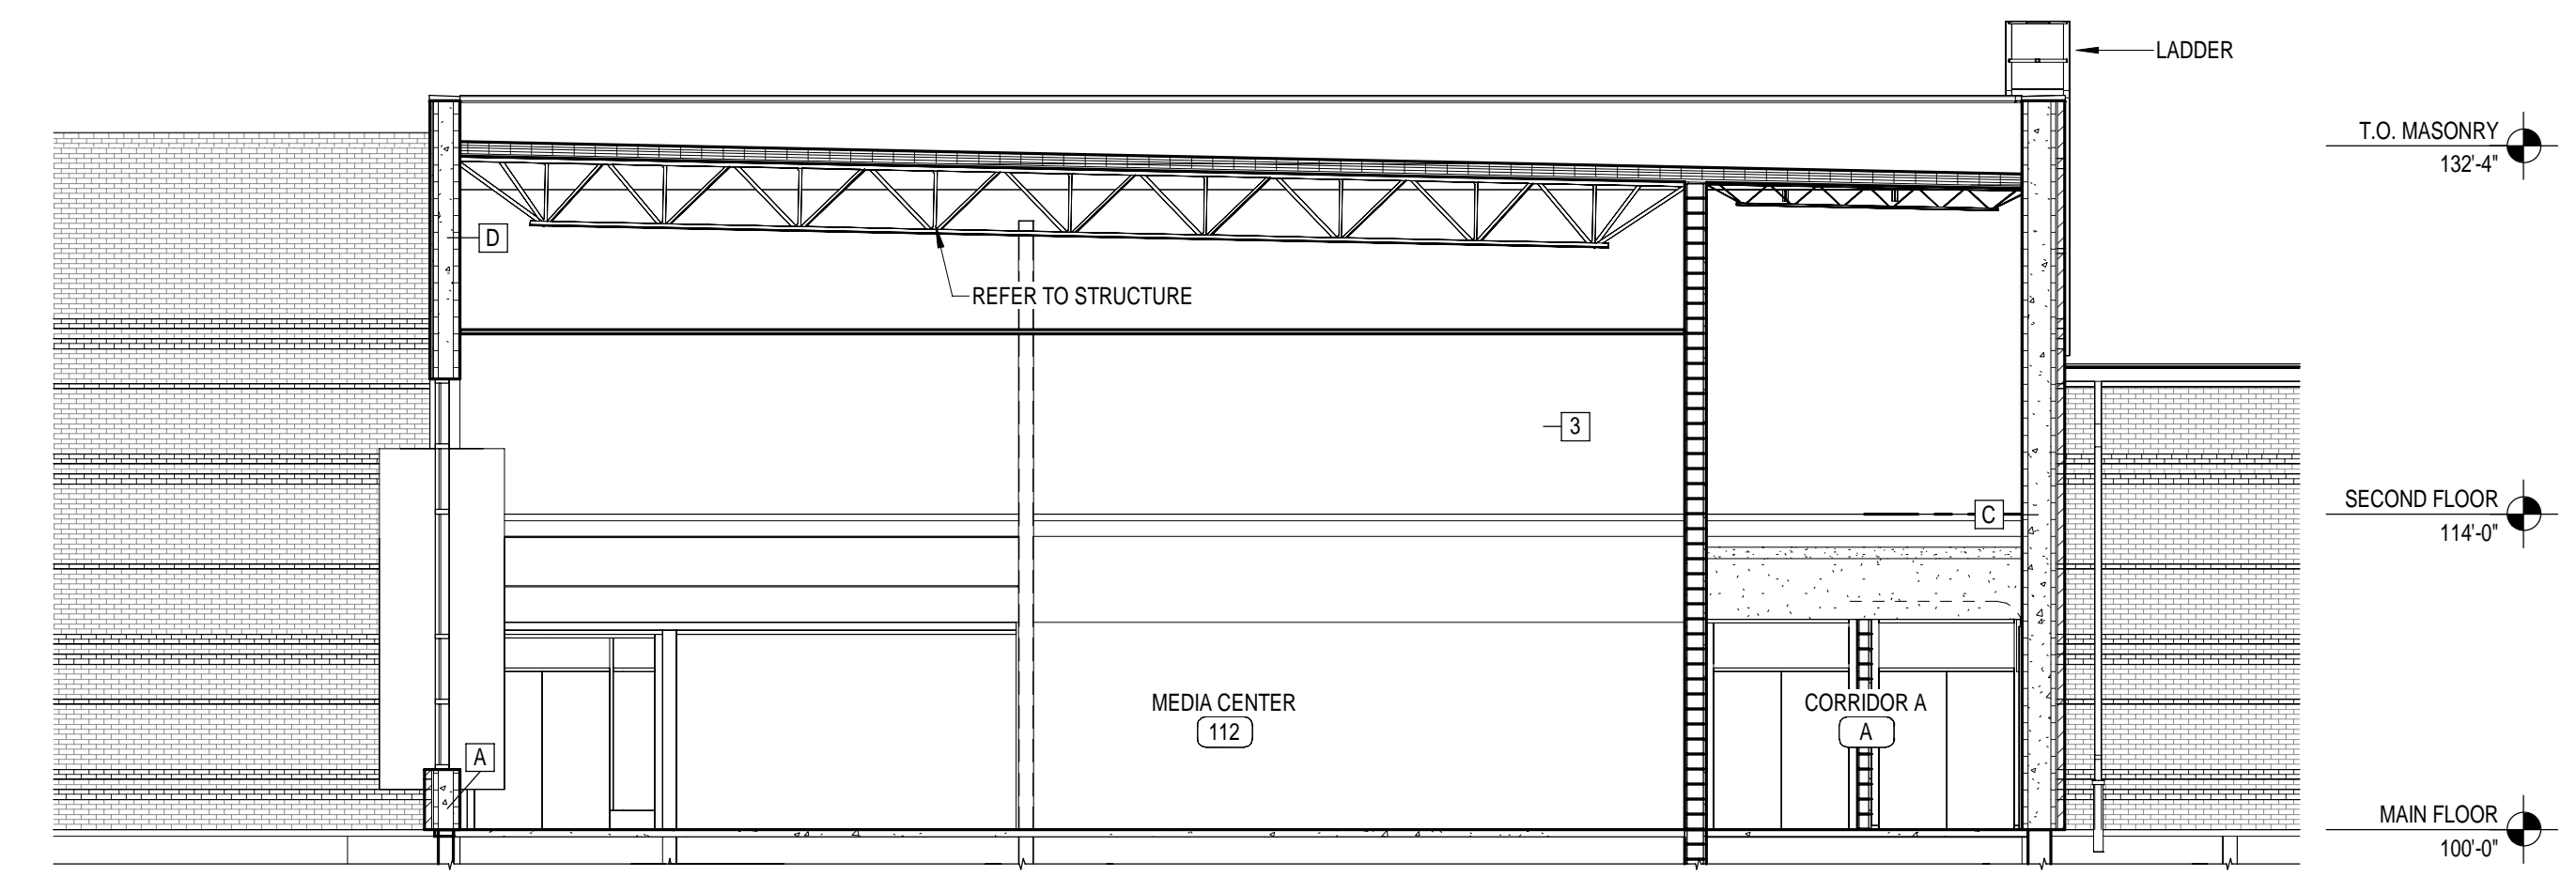 LADDER
T.O. MASONRY
132'-4"
D
REFER TO STRUCTURE
3
SECOND FLOOR
C
114'-0"
MEDIA CENTER
112
CORRIDOR A
A
A
MAIN FLOOR
100'-0"